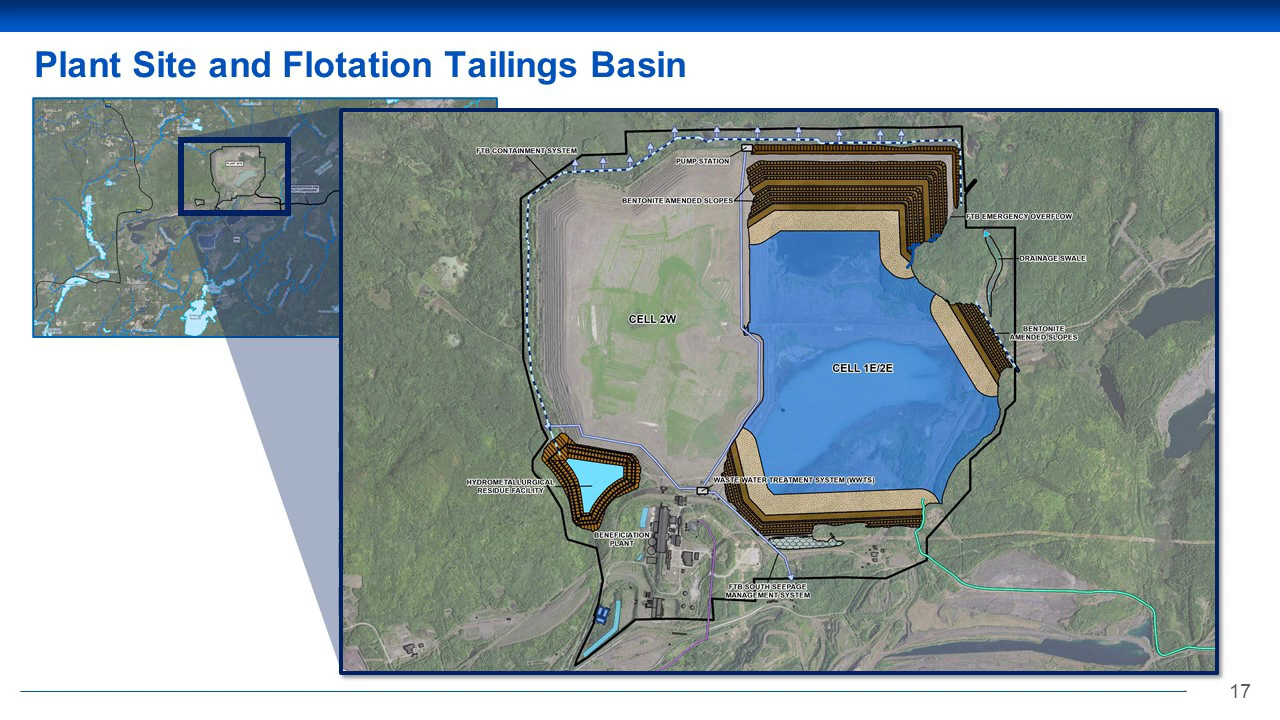 Plant Site and Flotation Tailings Basin
PLANT SITE
FTB CONTAINMENT SYSTEM
PUMP STATION
BENTONITE AMENDED SLOPES
FTB EMERGENCY OVERFLOW
DRAINAGE SWALE
CELL 2W
BENTONITE
AMENDED SLOPES
CELL 1E/2E
HYDROMETALLURGICAL
RESIDUE FACILITY
WASTE WATER TREATMENT SYSTEM (WWTS)
BENEFICIATION
PLANT
FTB SOUTH SEEPAGE
MANAGEMENT SYSTEM
17